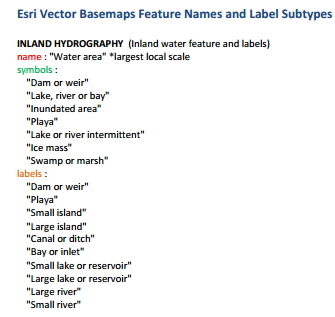 Esri Vector Basemaps Feature Names and Label Subtypes
INLAND HYDROGRAPHY (Inland water feature and labels)
name : "Water area" *largest local scale
symbols :
"Dam or weir"
"Lake, river or bay"
"Inundated area"
"Playa"
"Lake or river intermittent"
"Ice mass"
"Swamp or marsh"
labels :
"Dam or weir"
"Playa"
"Small island"
"Large island"
"Canal or ditch"
"Bay or inlet"
"Small lake or reservoir"
"Large lake or reservoir"
"Large river"
"Small river"